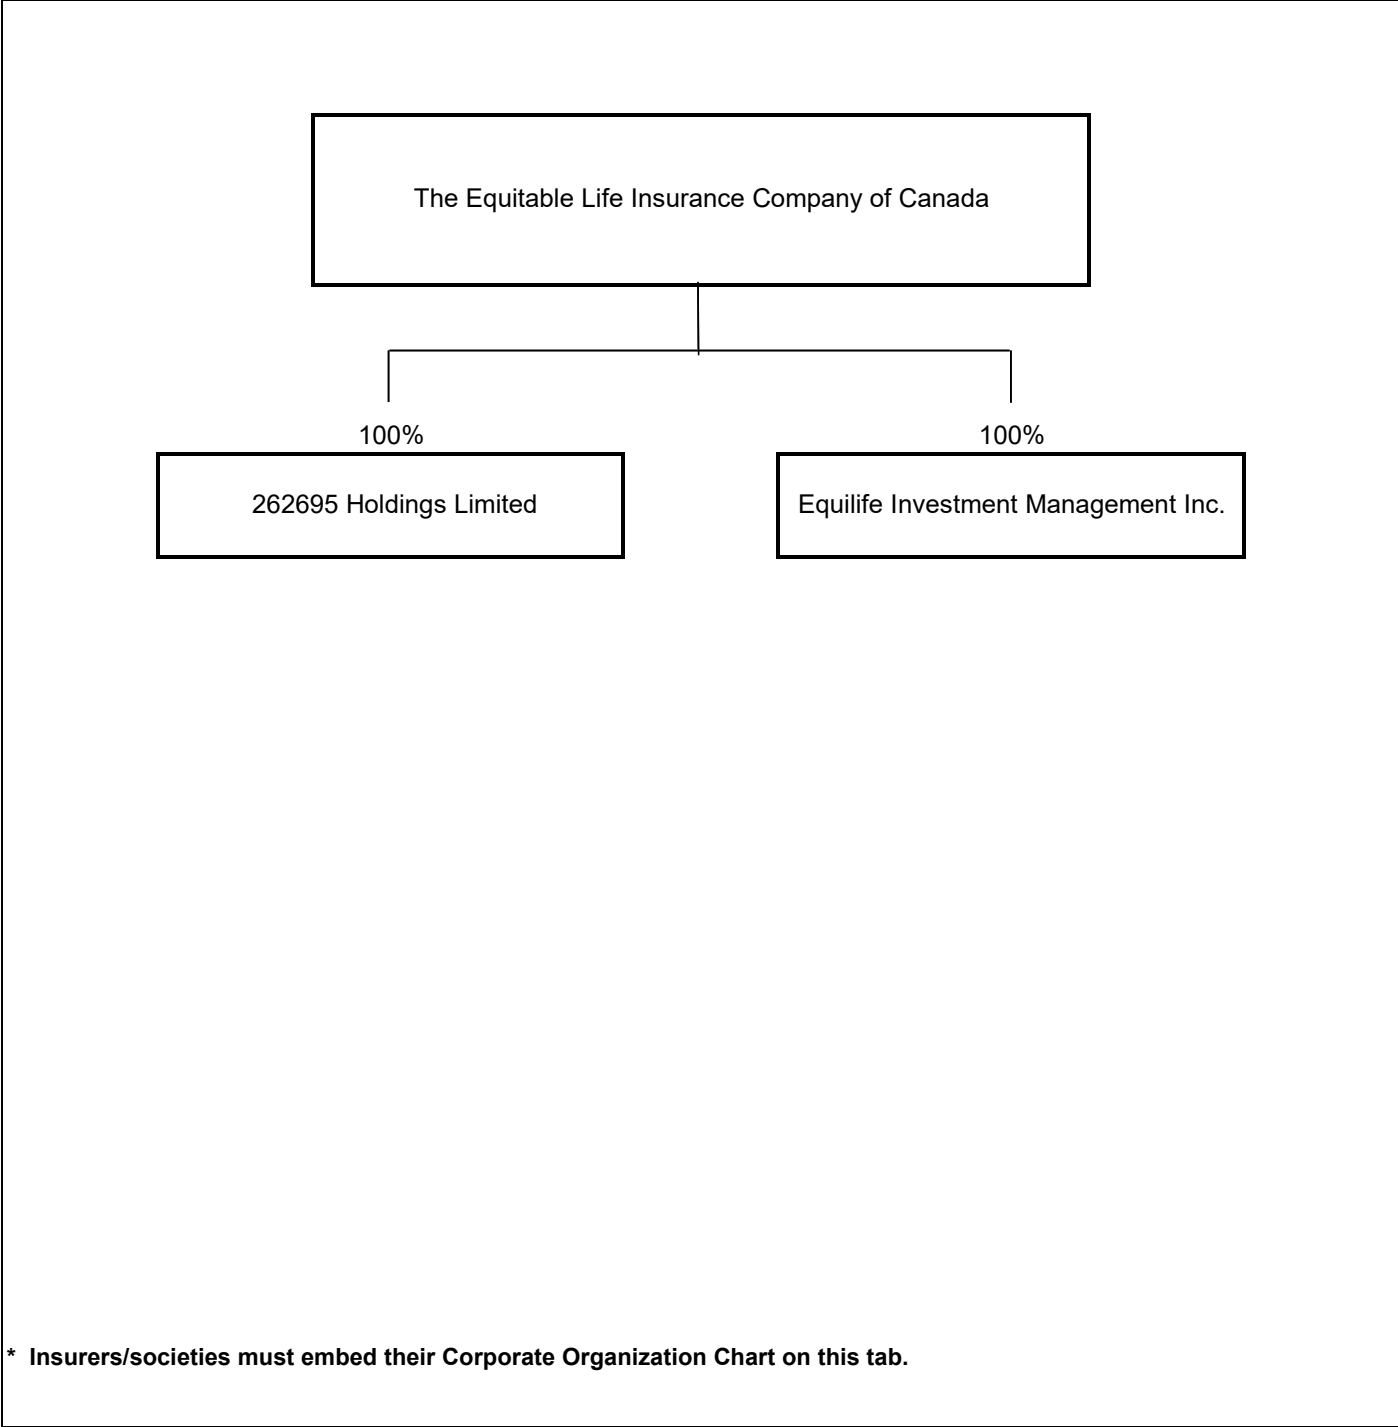 The Equitable Life Insurance Company of Canada
100%
100%
262695 Holdings Limited
Equilife Investment Management Inc.
* Insurers/societies must embed their Corporate Organization Chart on this tab.